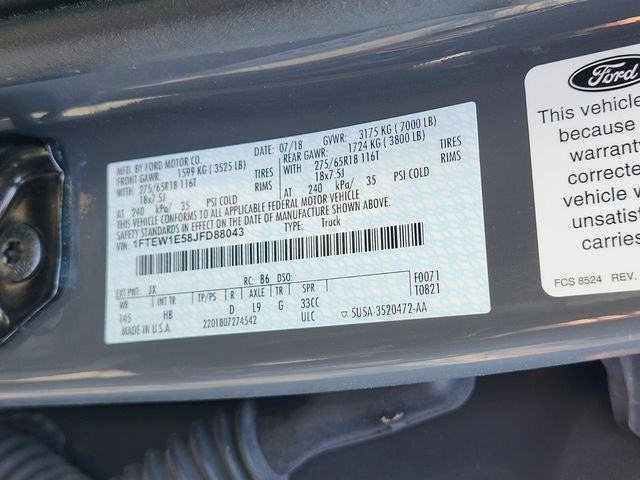 MFD. BY FORD MOTOR CO.
DATE: 07/18 GVWR: 3175 KG ( 7000 LB)
FRONT GAWR: 1599 KG ( 3525 LB)
REAR GAWR: 1724 KG ( 3800 LB)
WITH 275/65R18 116T TIRES
WITH 275/65R18 116T TIRES
18x7.5J RIMS
18x7.5J RIMS
AT 240 kPa/ 35 PSI COLD
AT 240 kPa/ 35 PSI COLD
THIS VEHICLE CONFORMS TO ALL APPLICABLE FEDERAL MOTOR VEHICLE
SAFETY STANDARDS IN EFFECT ON THE DATE OF MANUFACTURE SHOWN ABOVE.
VIN: 1FTEW1E58JFD88043
TYPE: Truck
EXT PNT: JX RC: B6 DSO: F0071
WB INT TR TP/PS R AXLE TR SPR T0821
145 HB D L9 G 33CC
MADE IN U.S.A. 2201807274542 ULC ▽ 5U5A-3520472-AA
Ford
This vehicle
because
warranty
correcte
vehicle w
unsatis
carries
FCS 8524 REV.